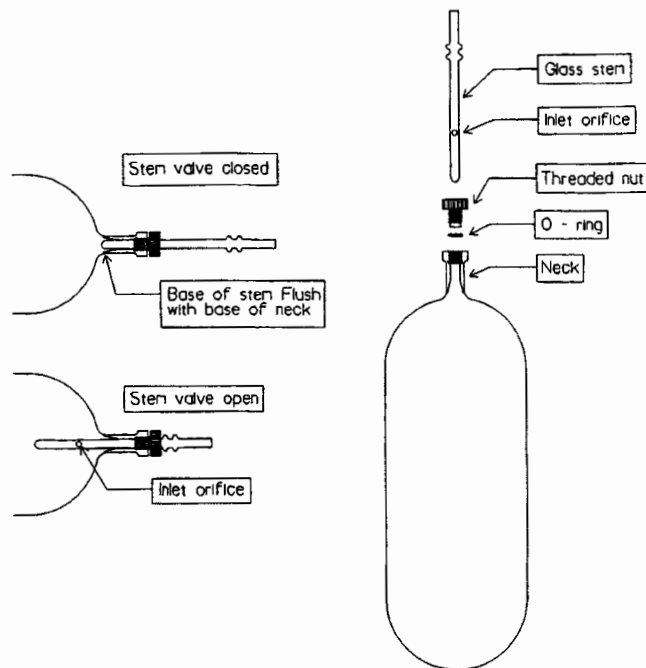 Glass stem
Inlet orifice
Stem valve closed
Threaded nut
O - ring
Neck
Base of stem Flush
with base of neck
Stem valve open
Inlet orifice